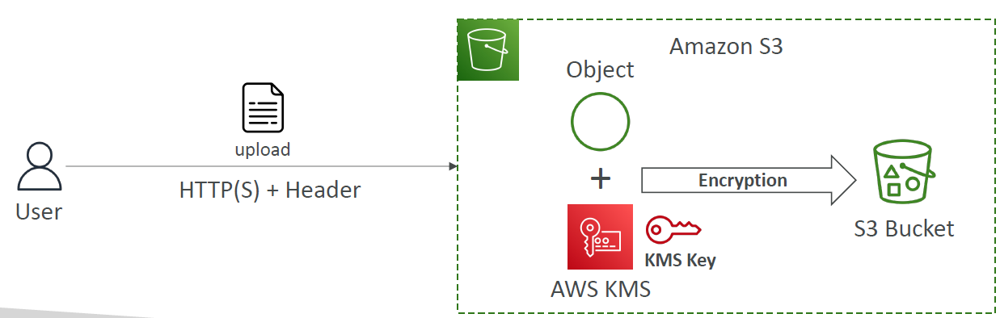 Amazon S3
Object
upload
HTTP(S) + Header
User
+
Encryption
S3 Bucket
KMS Key
AWS KMS